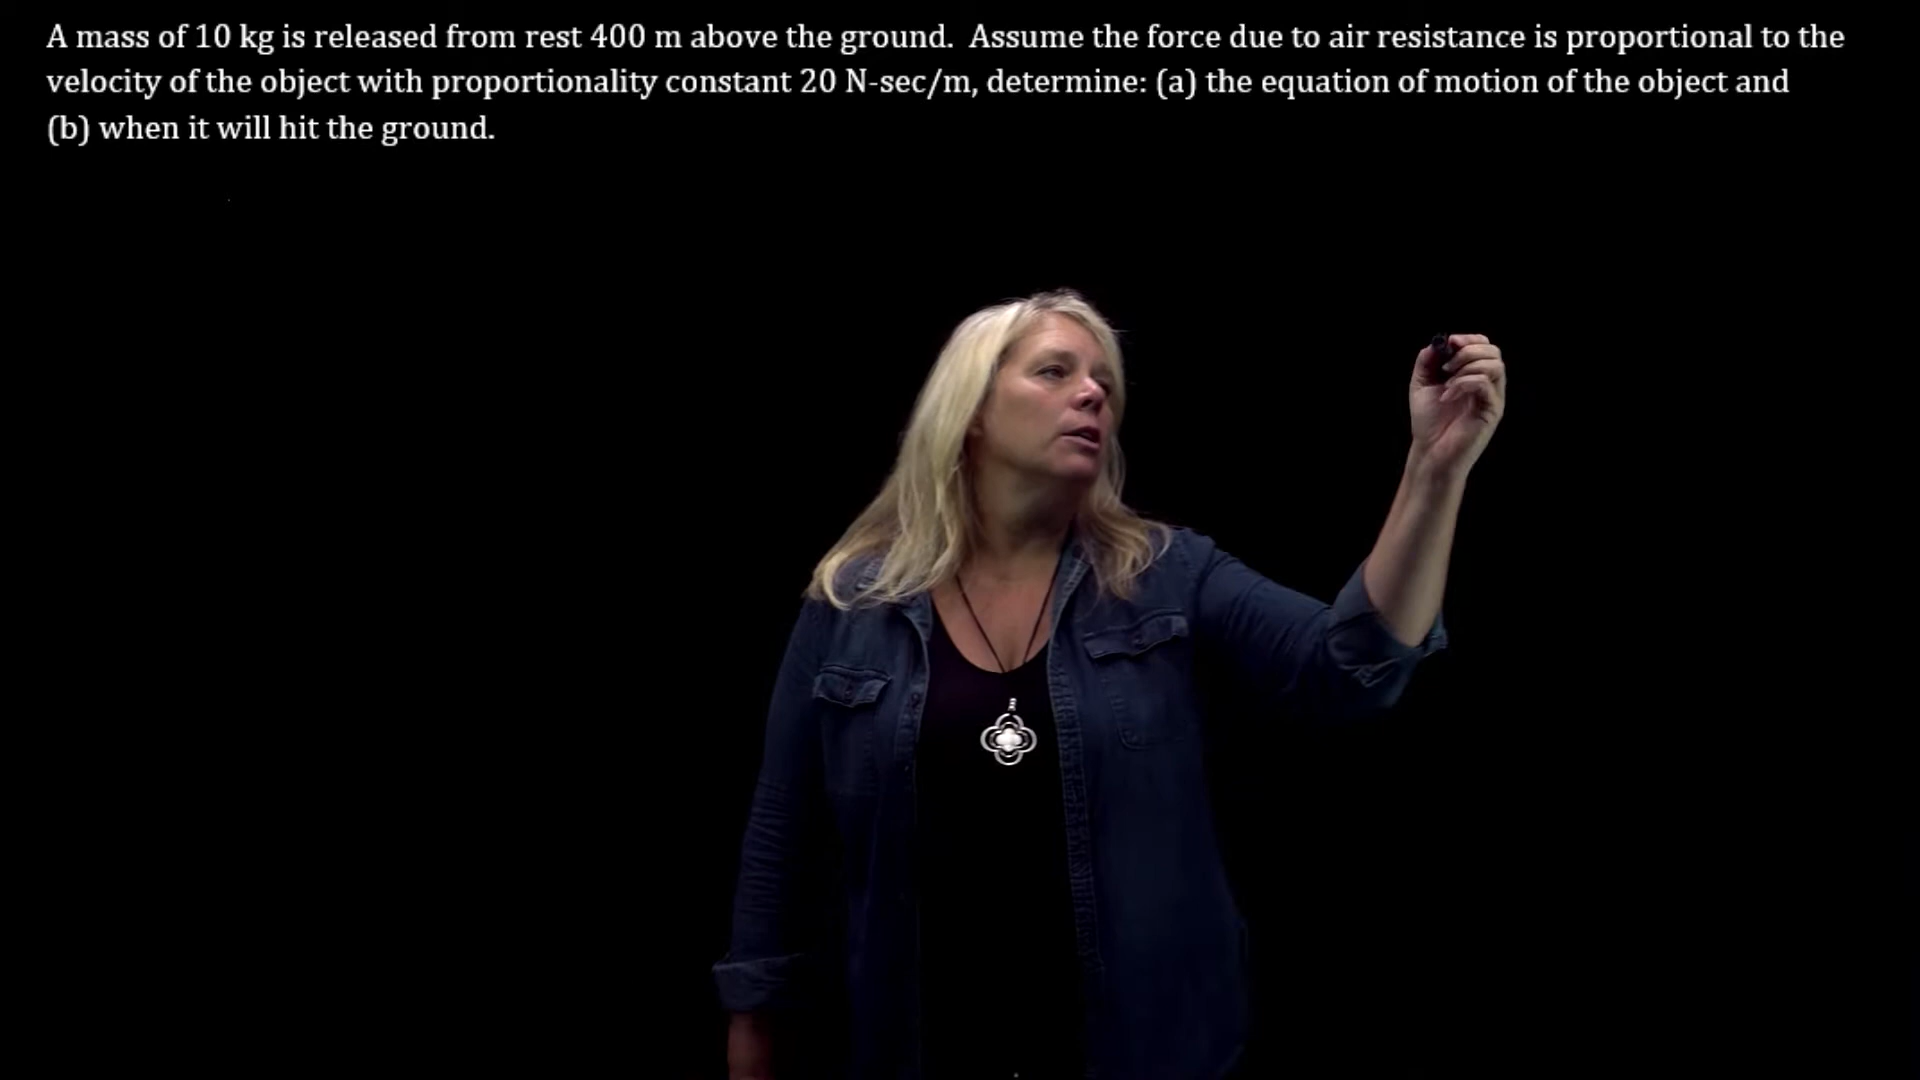 A mass of 10 kg is released from rest 400 m above the ground. Assume the force due to air resistance is proportional to the
velocity of the object with proportionality constant 20 N-sec/m, determine: (a) the equation of motion of the object and
(b) when it will hit the ground.